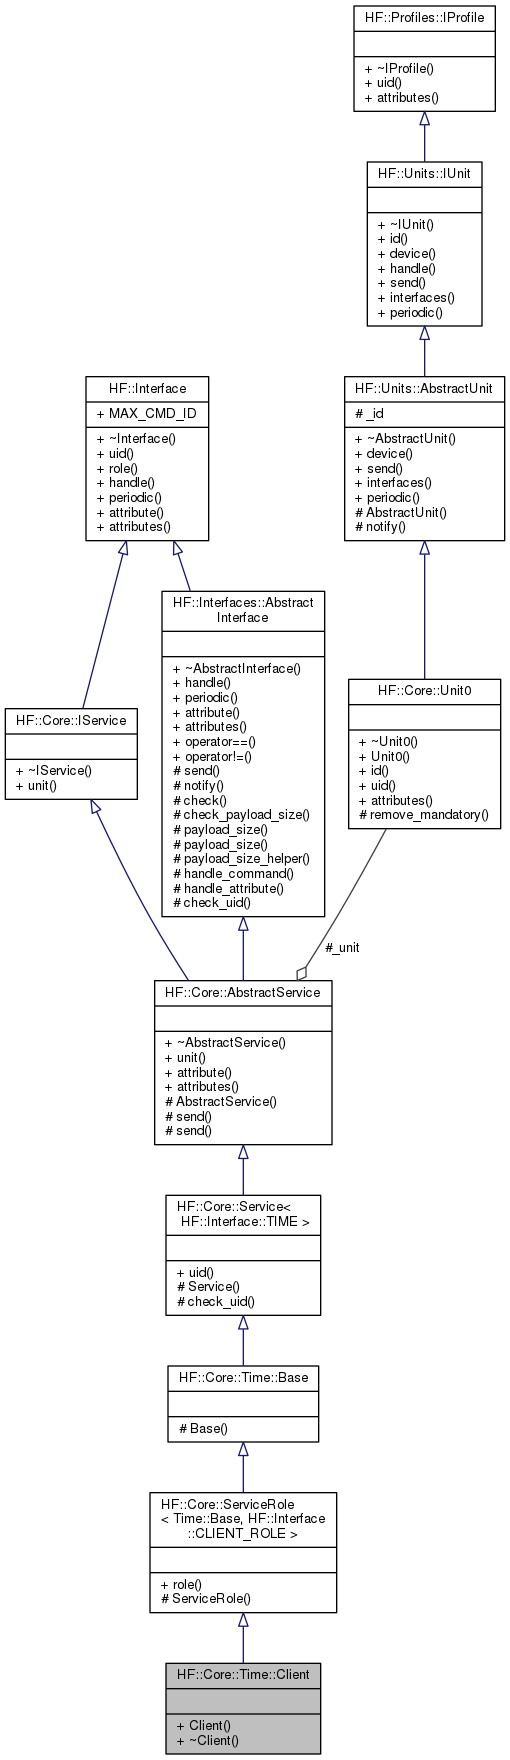 HF::Profiles::IProfile
+ ~IProfile()
+ uid()
+ attributes()
HF::Units::IUnit
+ ~IUnit()
+ id()
+ device()
+ handle()
+ send()
+ interfaces()
+ periodic()
HF::Interface
+ MAX_CMD_ID
+ ~Interface()
+ uid()
+ role()
+ handle()
+ periodic()
+ attribute()
+ attributes()
HF::Units::AbstractUnit
# _id
+ ~AbstractUnit()
+ device()
+ send()
+ interfaces()
+ periodic()
# AbstractUnit()
# notify()
HF::Interfaces::Abstract
Interface
+ ~AbstractInterface()
+ handle()
+ periodic()
+ attribute()
+ attributes()
+ operator==()
+ operator!=()
# send()
# notify()
# check()
# check_payload_size()
# payload_size()
# payload_size()
# payload_size_helper()
# handle_command()
# handle_attribute()
# check_uid()
HF::Core::IService
+ ~IService()
+ unit()
HF::Core::Unit0
+ ~Unit0()
+ Unit0()
+ id()
+ uid()
+ attributes()
# remove_mandatory()
#_unit
HF::Core::AbstractService
+ ~AbstractService()
+ unit()
+ attribute()
+ attributes()
# AbstractService()
# send()
# send()
HF::Core::Service<
HF::Interface::TIME >
+ uid()
# Service()
# check_uid()
HF::Core::Time::Base
# Base()
HF::Core::ServiceRole
< Time::Base, HF::Interface
::CLIENT_ROLE >
+ role()
# ServiceRole()
HF::Core::Time::Client
+ Client()
+ ~Client()